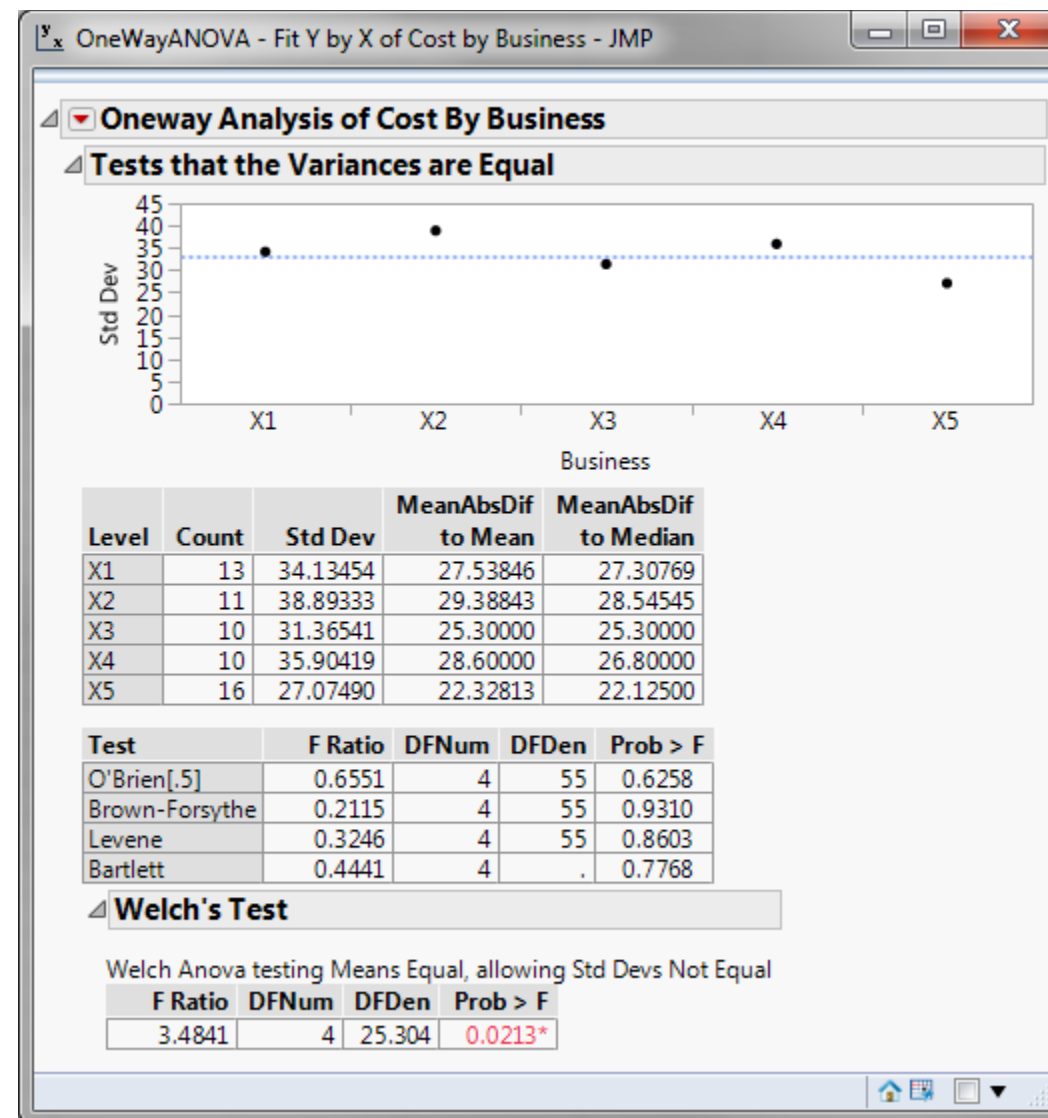 OneWayANOVA - Fit Y by X of Cost by Business - JMP
Oneway Analysis of Cost By Business
Tests that the Variances are Equal
45
40
35
30
25
20
15
10
5
0
Std Dev
X1 X2 X3 X4 X5
Business
MeanAbsDif MeanAbsDif
Level Count Std Dev to Mean to Median
X1 13 34.13454 27.53846 27.30769
X2 11 38.89333 29.38843 28.54545
X3 10 31.36541 25.30000 25.30000
X4 10 35.90419 28.60000 26.80000
X5 16 27.07490 22.32813 22.12500
Test F Ratio DFNum DFDen Prob > F
O'Brien[.5] 0.6551 4 55 0.6258
Brown-Forsythe 0.2115 4 55 0.9310
Levene 0.3246 4 55 0.8603
Bartlett 0.4441 4 . 0.7768
Welch's Test
Welch Anova testing Means Equal, allowing Std Devs Not Equal
F Ratio DFNum DFDen Prob > F
3.4841 4 25.304 0.0213*